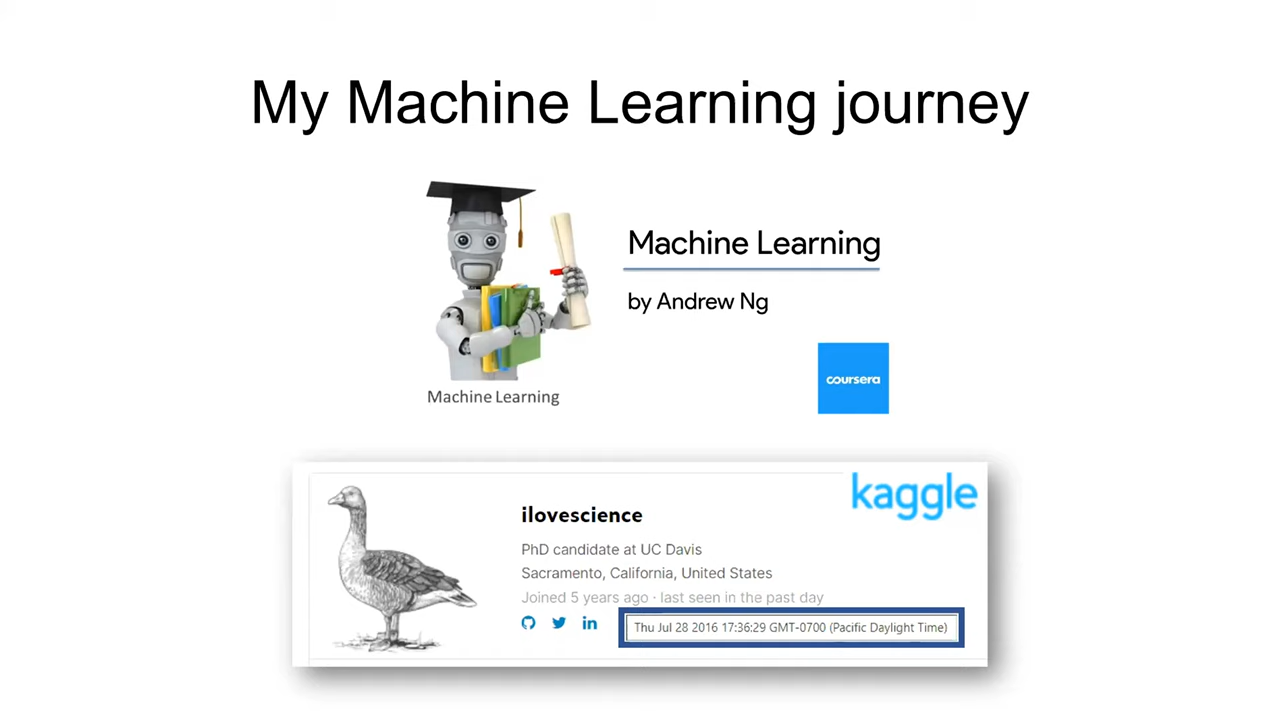 My Machine Learning journey
Machine Learning
by Andrew Ng
coursera
Machine Learning
kaggle
ilovescience
PhD candidate at UC Davis
Sacramento, California, United States
Joined 5 years ago · last seen in the past day
in
Thu Jul 28 2016 17:36:29 GMT-0700 (Pacific Daylight Time)